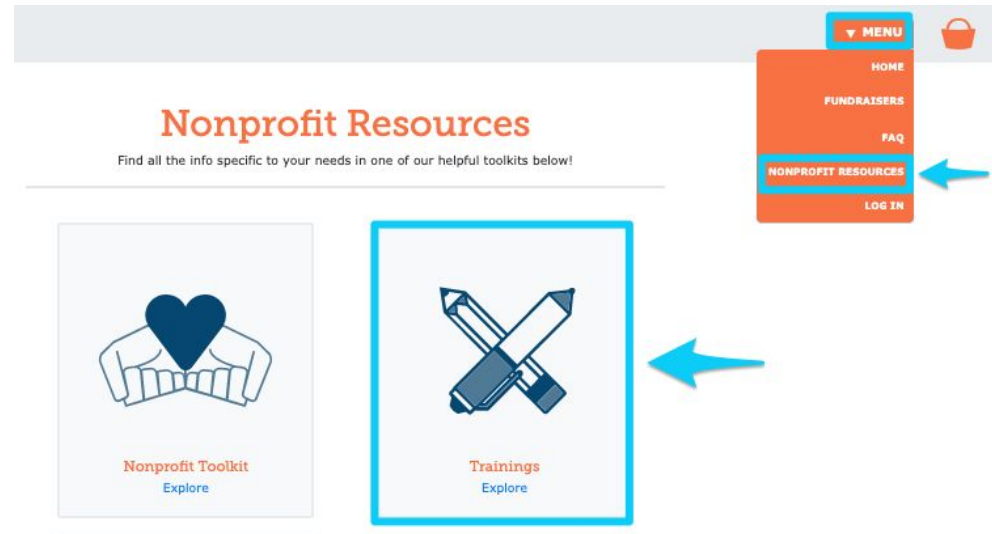 ▼ MENU
HOME
FUNDRAISERS
FAQ
NONPROFIT RESOURCES
LOG IN
Nonprofit Resources
Find all the info specific to your needs in one of our helpful toolkits below!
Nonprofit Toolkit
Explore
Trainings
Explore